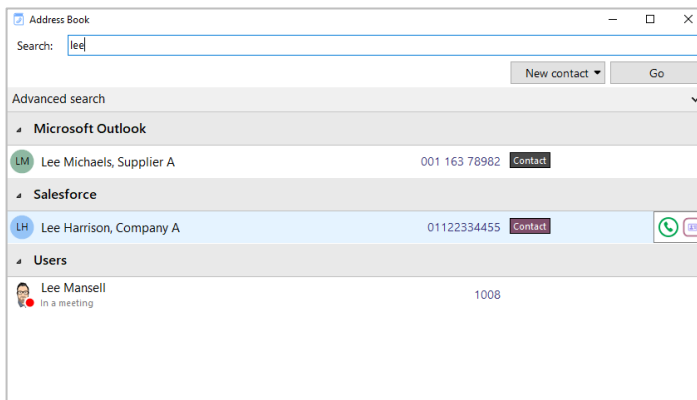 Address Book
Search: lee
New contact Go
Advanced search
Microsoft Outlook
LM Lee Michaels, Supplier A 001 163 78982 Contact
Salesforce
LH Lee Harrison, Company A 01122334455 Contact
Users
Lee Mansell 1008
In a meeting